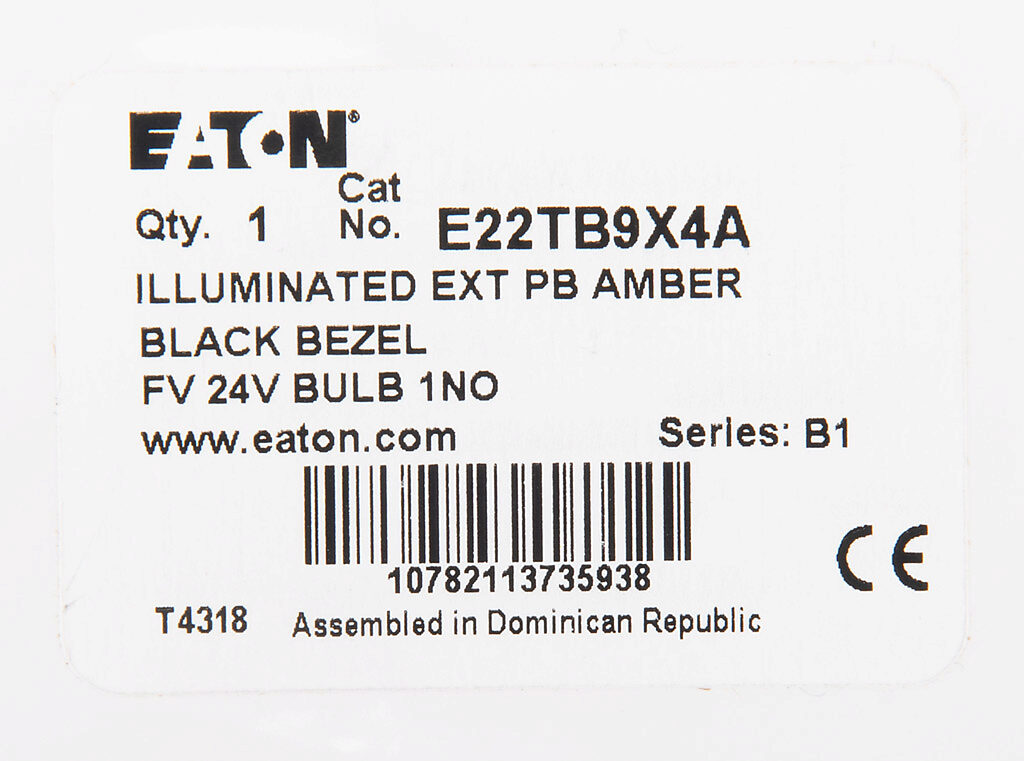 EATON®
Qty. 1 Cat No. E22TB9X4A
ILLUMINATED EXT PB AMBER
BLACK BEZEL
FV 24V BULB 1NO
www.eaton.com Series: B1
10782113735938
CE
T4318 Assembled in Dominican Republic